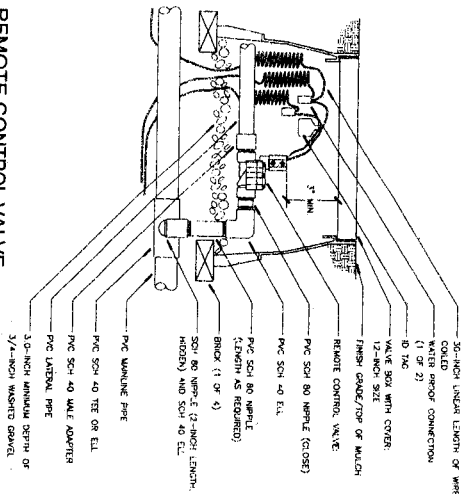 30-INCH LINEAR LENGTH OF WIRE,
COILED
WATER PROOF CONNECTION
(1 OF 2)
ID TAG
VALVE BOX WITH COVER:
12-INCH SIZE
FINISH GRADE/TOP OF MULCH
REMOTE CONTROL VALVE:
PVC SCH 80 NIPPLE (CLOSE)
PVC SCH 40 ELL
PVC SCH 80 NIPPLE
(LENGTH AS REQUIRED)
BRICK (1 OF 4)
SCH 80 NIPPLE (2-INCH LENGTH,
HIDDEN) AND SCH 40 ELL
PVC MAINLINE PIPE
PVC SCH 40 TEE OR ELL
PVC SCH 40 MALE ADAPTER
PVC LATERAL PIPE
3.0-INCH MINIMUM DEPTH OF
3/4-INCH WASHED GRAVEL
3" MIN
REMOTE CONTROL VALVE